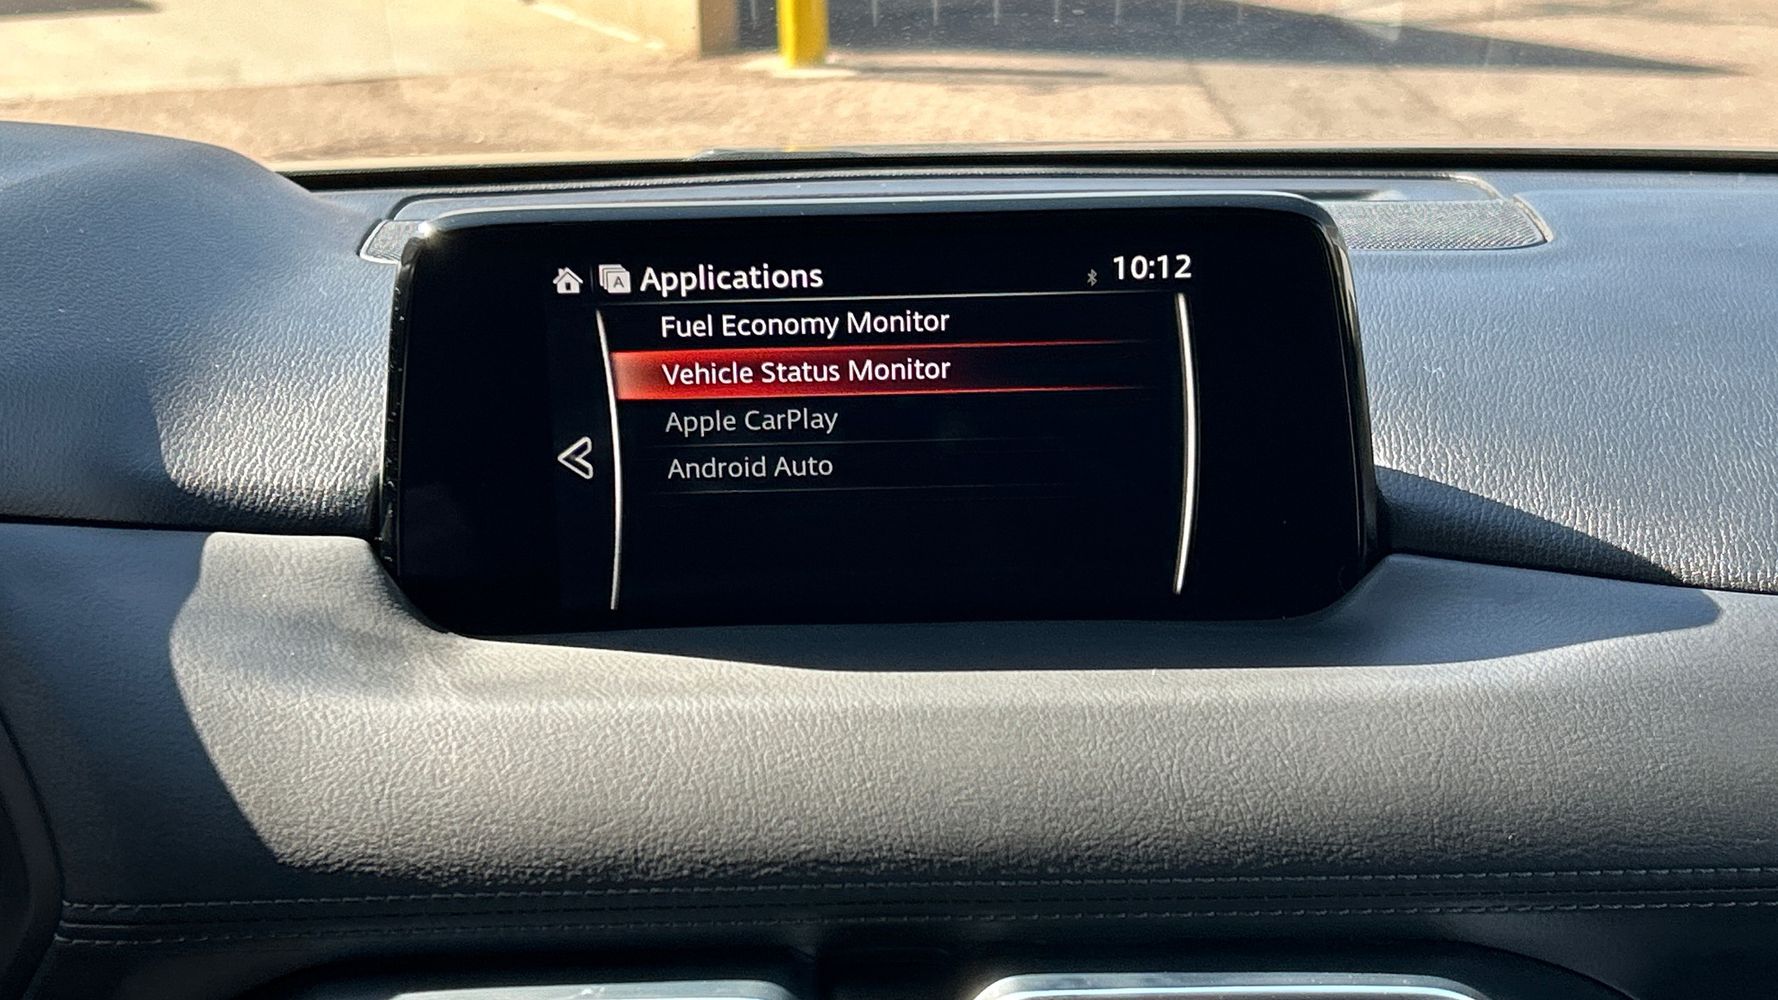 Applications
10:12
Fuel Economy Monitor
Vehicle Status Monitor
Apple CarPlay
Android Auto